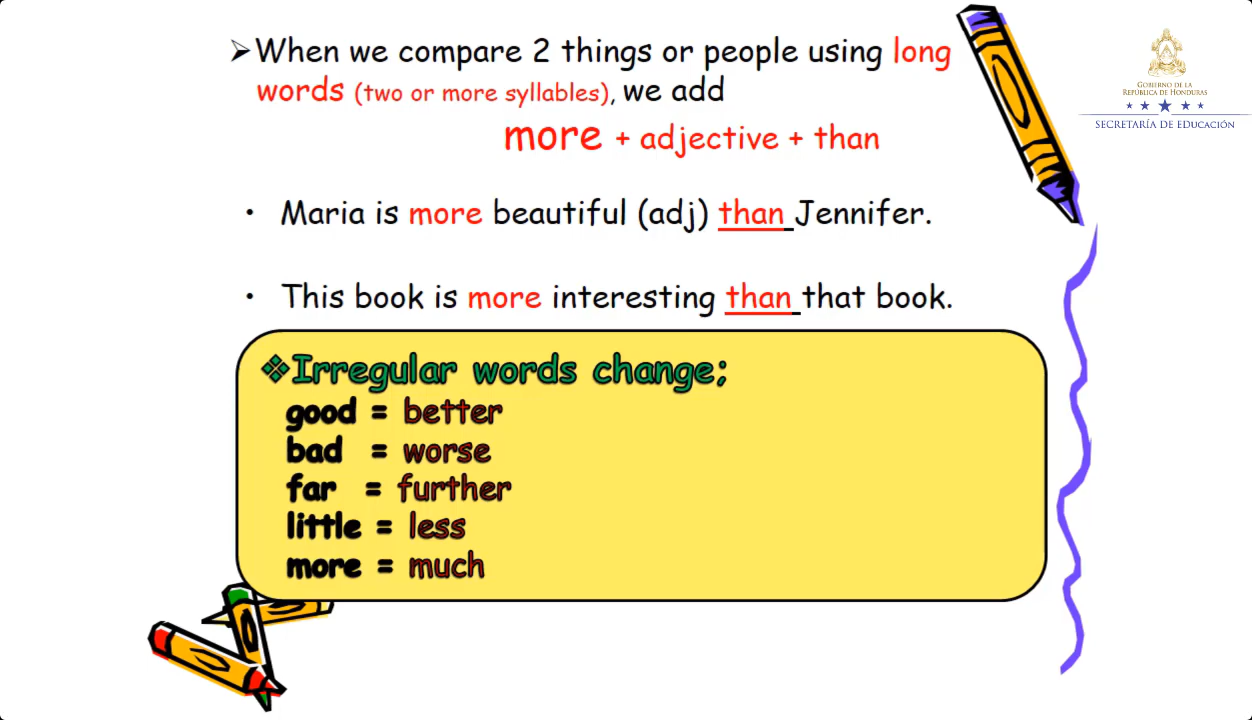 ➢When we compare 2 things or people using long
words (two or more syllables), we add
more + adjective + than
• Maria is more beautiful (adj) than Jennifer.
• This book is more interesting than that book.
❖Irregular words change;
good = better
bad = worse
far = further
little = less
more = much
GOBIERNO DE LA
REPÚBLICA DE HONDURAS
SECRETARÍA DE EDUCACIÓN